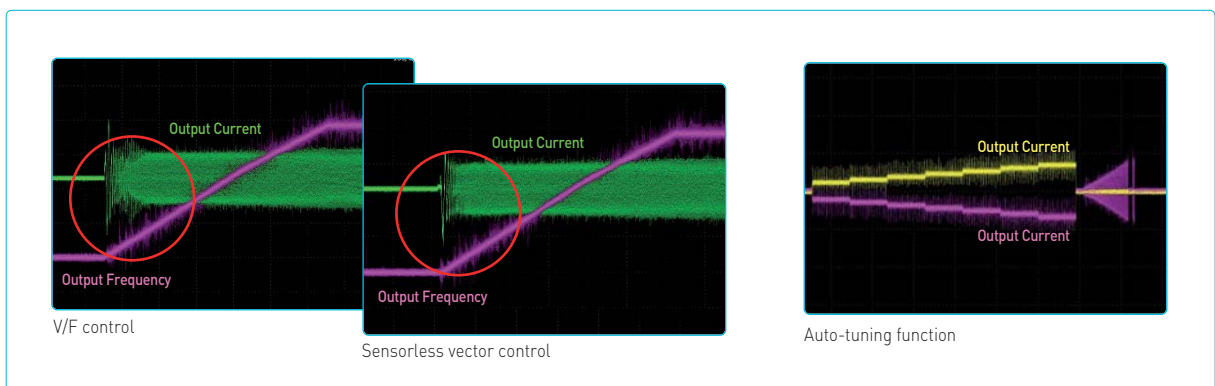 Output Current
Output Frequency
V/F control
Output Current
Output Frequency
Sensorless vector control
Output Current
Output Current
Auto-tuning function